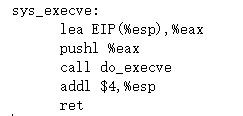 sys_execve:
lea EIP(%esp),%eax
pushl %eax
call do_execve
addl $4,%esp
ret